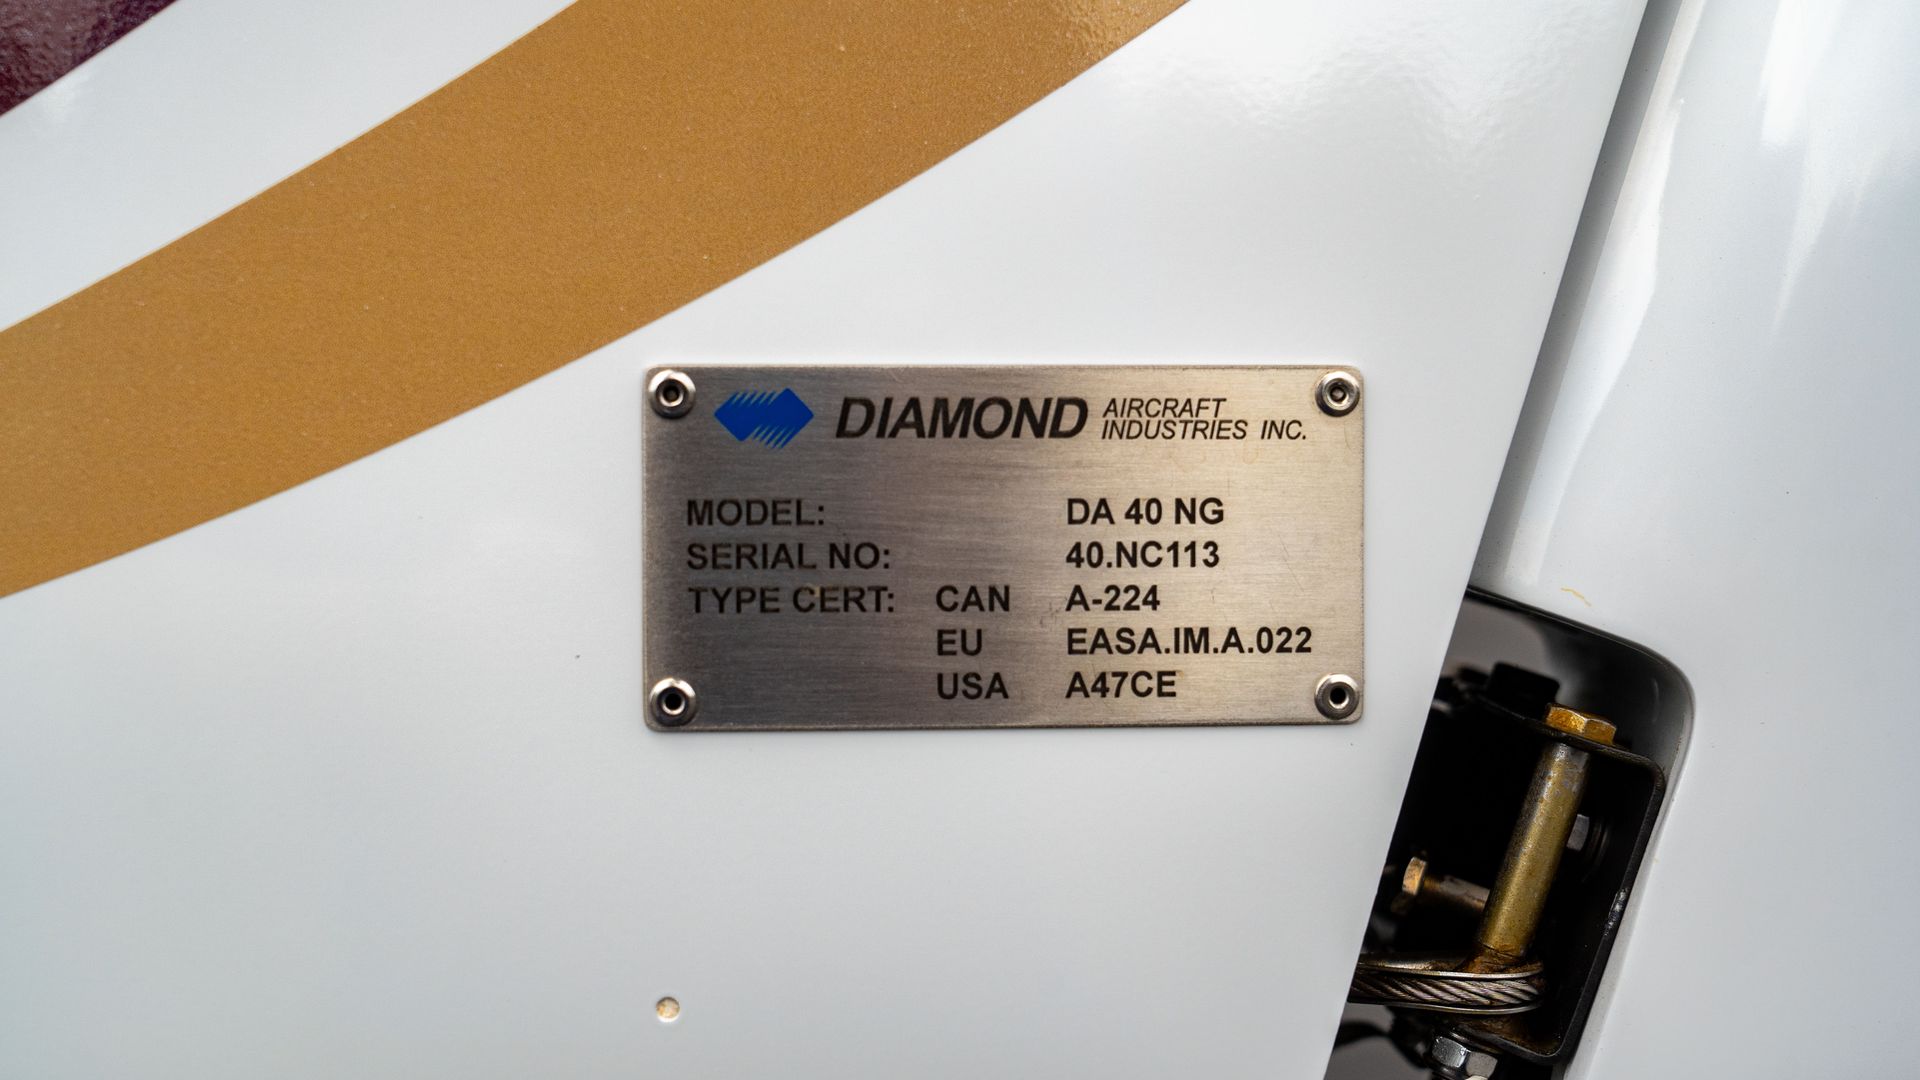 DIAMOND AIRCRAFT INDUSTRIES INC.
MODEL: DA 40 NG
SERIAL NO: 40.NC113
TYPE CERT: CAN A-224
EU EASA.IM.A.022
USA A47CE